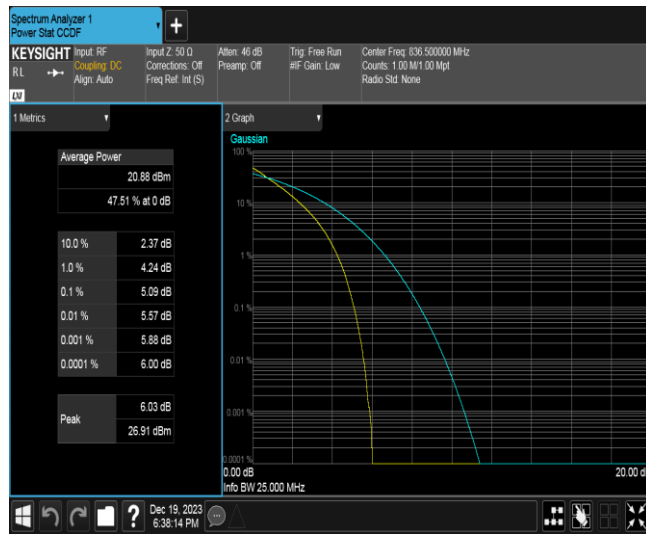 Spectrum Analyzer 1
Power Stat CCDF
+
KEYSIGHT
RL
LXI
Input: RF
Coupling: DC
Align: Auto
Input Z: 50 Ω
Corrections: Off
Freq Ref: Int (S)
Atten: 46 dB
Preamp: Off
Trig: Free Run
#IF Gain: Low
Center Freq: 836.500000 MHz
Counts: 1.00 M/1.00 Mpt
Radio Std: None
1 Metrics
Average Power
20.88 dBm
47.51 % at 0 dB
10.0 % 2.37 dB
1.0 % 4.24 dB
0.1 % 5.09 dB
0.01 % 5.57 dB
0.001 % 5.88 dB
0.0001 % 6.00 dB
Peak
6.03 dB
26.91 dBm
2 Graph
Gaussian
100 %
10 %
1 %
0.1 %
0.01 %
0.001 %
0.0001 %
0.00 dB 20.00 d
Info BW 25.000 MHz
?
Dec 19, 2023
6:38:14 PM